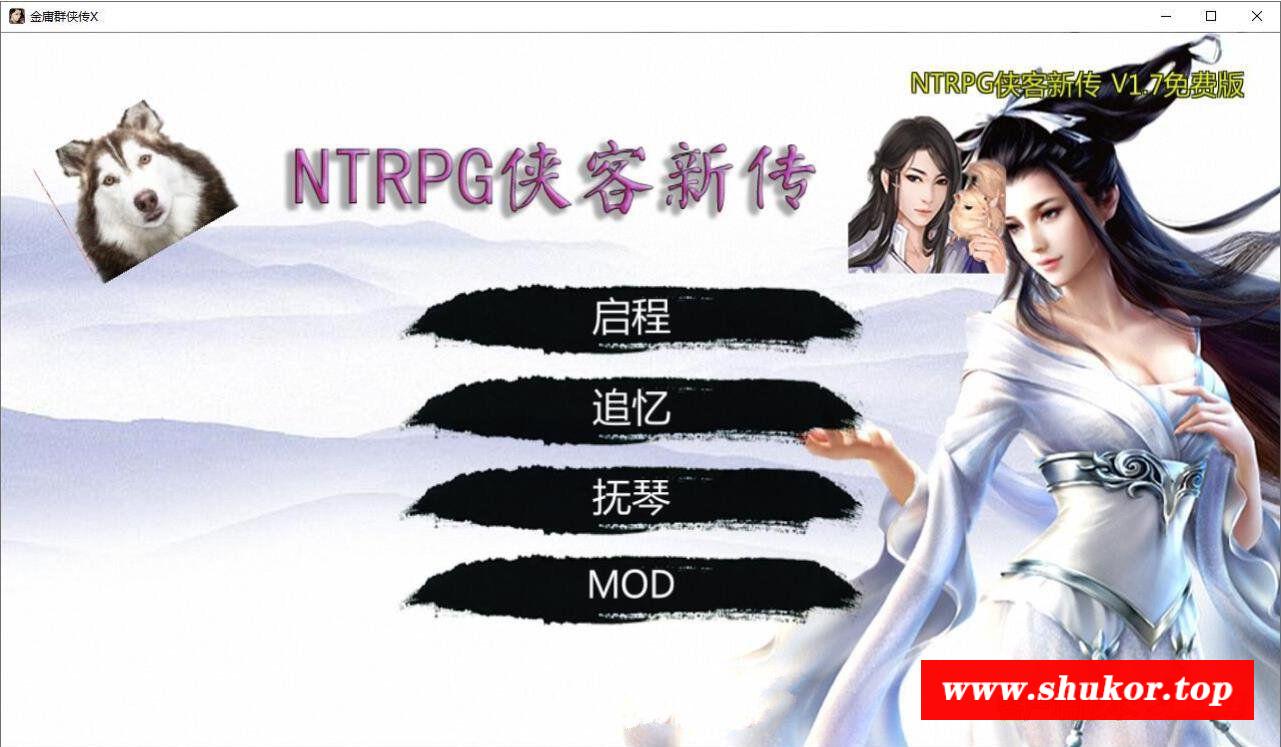 金庸群侠传X
NTRPG侠客新传 V1.7免费版
NTRPG侠客新传
启程
追忆
抚琴
MOD
www.shukor.top